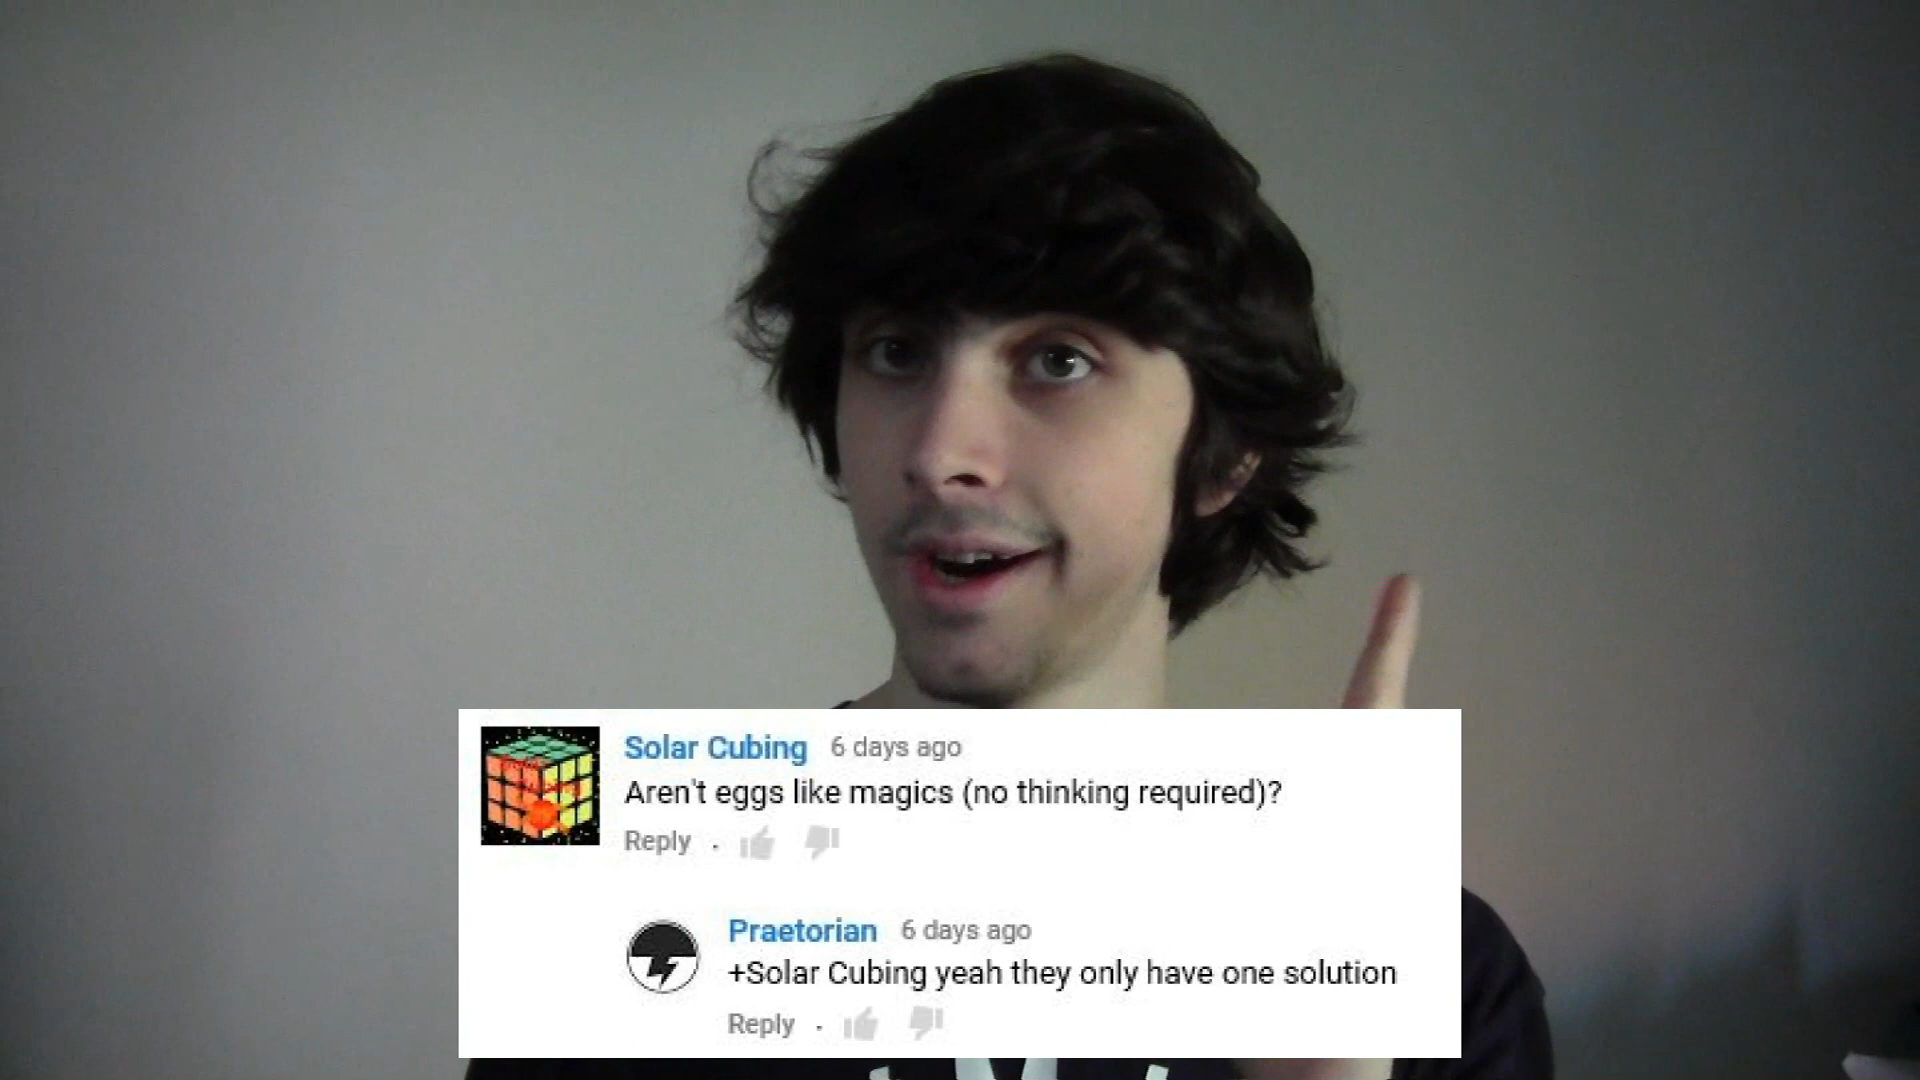 Solar Cubing 6 days ago
Aren't eggs like magics (no thinking required)?
Reply .
Praetorian 6 days ago
+Solar Cubing yeah they only have one solution
Reply .